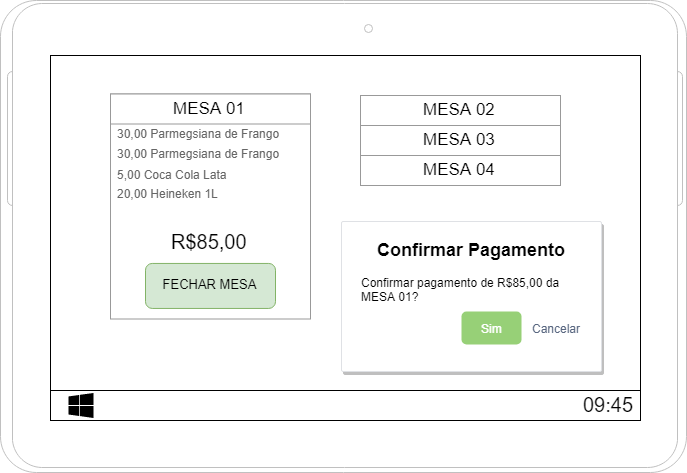 MESA 01
30,00 Parmegsiana de Frango
30,00 Parmegsiana de Frango
5,00 Coca Cola Lata
20,00 Heineken 1L
R$85,00
FECHAR MESA
MESA 02
MESA 03
MESA 04
Confirmar Pagamento
Confirmar pagamento de R$85,00 da
MESA 01?
Sim
Cancelar
09:45